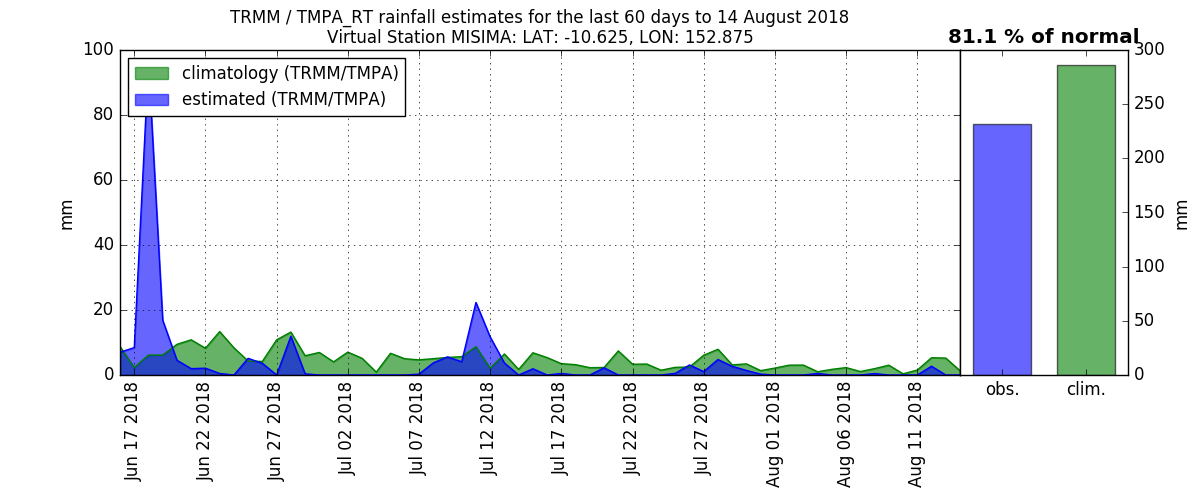 TRMM / TMPA_RT rainfall estimates for the last 60 days to 14 August 2018
Virtual Station MISIMA: LAT: -10.625, LON: 152.875
81.1 % of normal
climatology (TRMM/TMPA)
estimated (TRMM/TMPA)
mm
100
80
60
40
20
0
Jun 17 2018
Jun 22 2018
Jun 27 2018
Jul 02 2018
Jul 07 2018
Jul 12 2018
Jul 17 2018
Jul 22 2018
Jul 27 2018
Aug 01 2018
Aug 06 2018
Aug 11 2018
obs.
clim.
300
250
200
150
100
50
0
mm